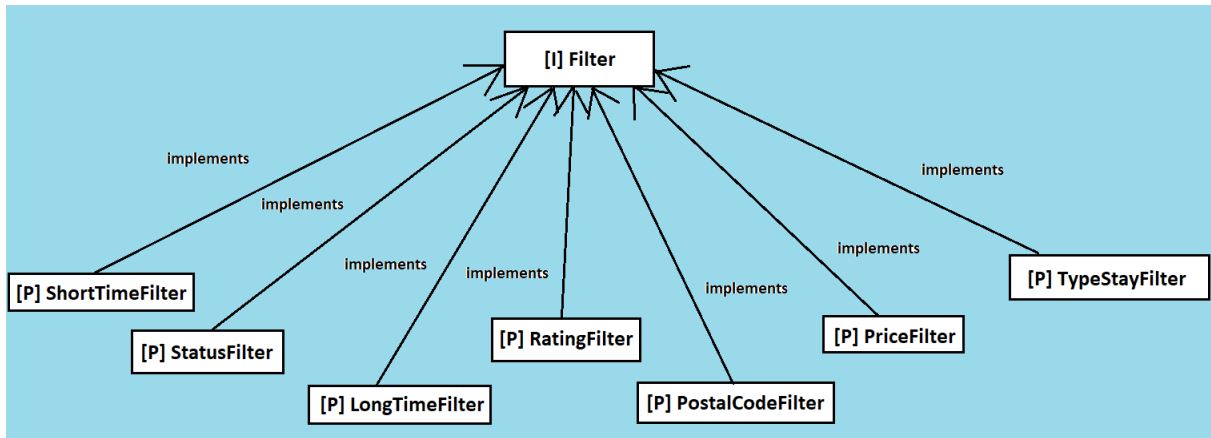 [I] Filter
implements
implements
implements
implements
implements
implements
implements
[P] ShortTimeFilter
[P] StatusFilter
[P] LongTimeFilter
[P] RatingFilter
[P] PostalCodeFilter
[P] PriceFilter
[P] TypeStayFilter